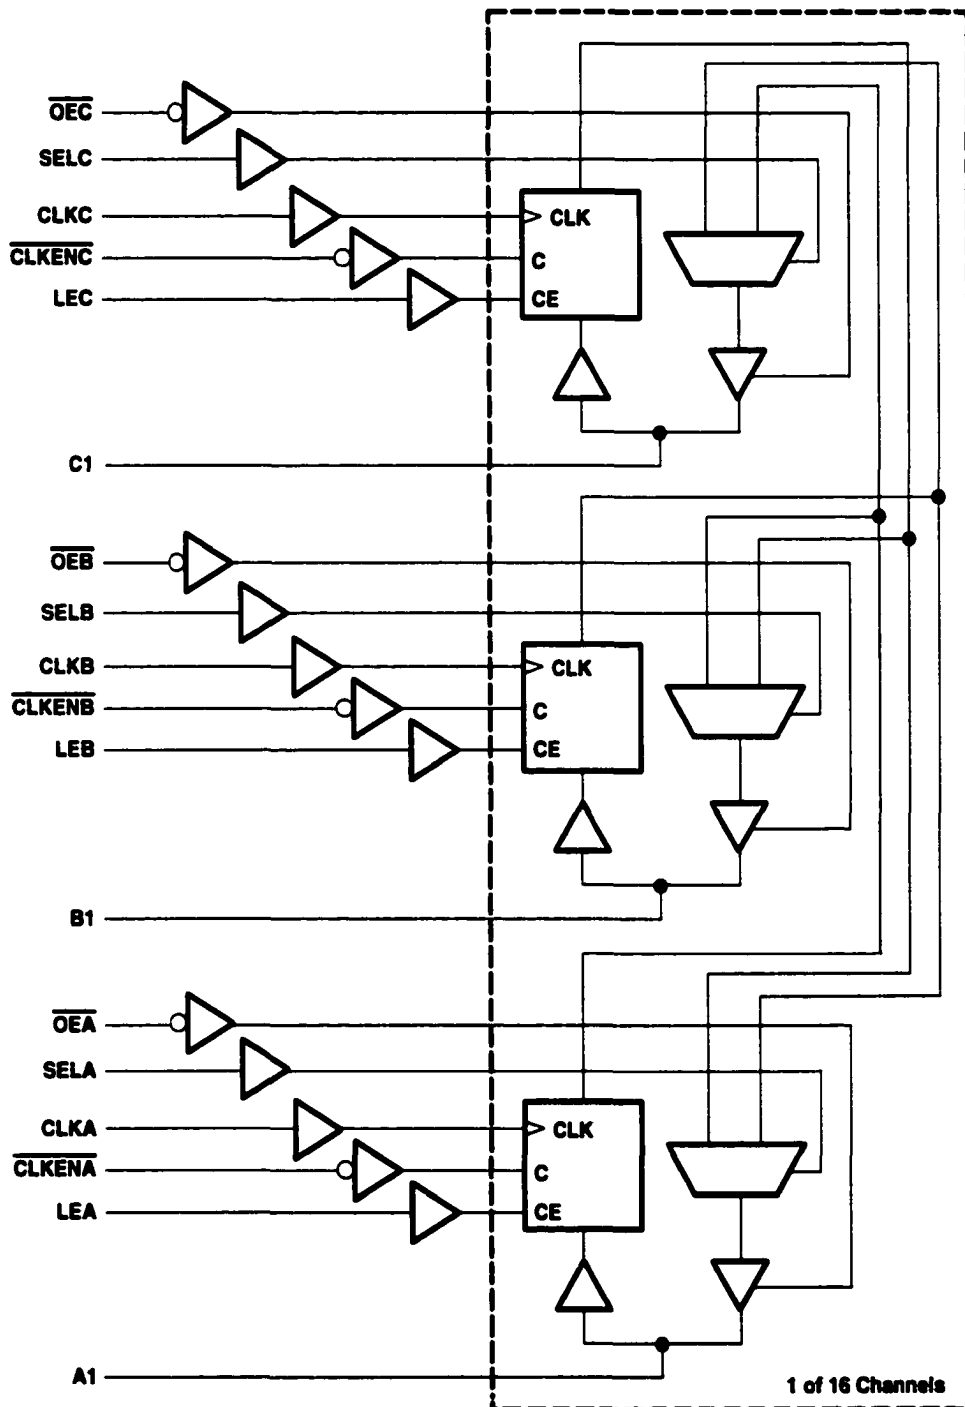 OEC
SELC
CLKC
CLKENC
LEC
CLK
C
CE
C1
OEB
SELB
CLKB
CLKENB
LEB
CLK
C
CE
B1
OEA
SELA
CLKA
CLKENA
LEA
CLK
C
CE
A1
1 of 16 Channels